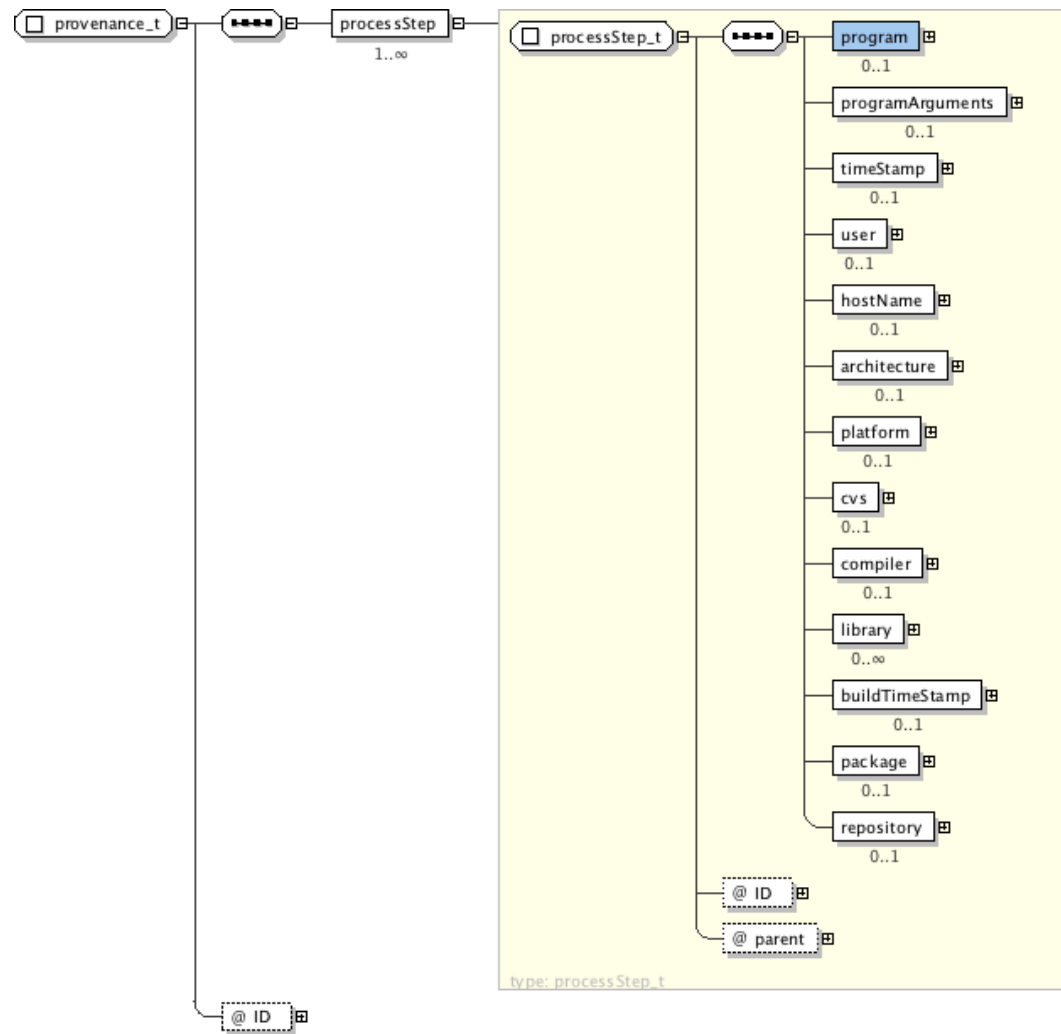 provenance_t
processStep
1..∞
processStep_t
program
0..1
programArguments
0..1
timeStamp
0..1
user
0..1
hostName
0..1
architecture
0..1
platform
0..1
cvs
0..1
compiler
0..1
library
0..∞
buildTimeStamp
0..1
package
0..1
repository
0..1
@ ID
@ parent
type: processStep_t
@ ID